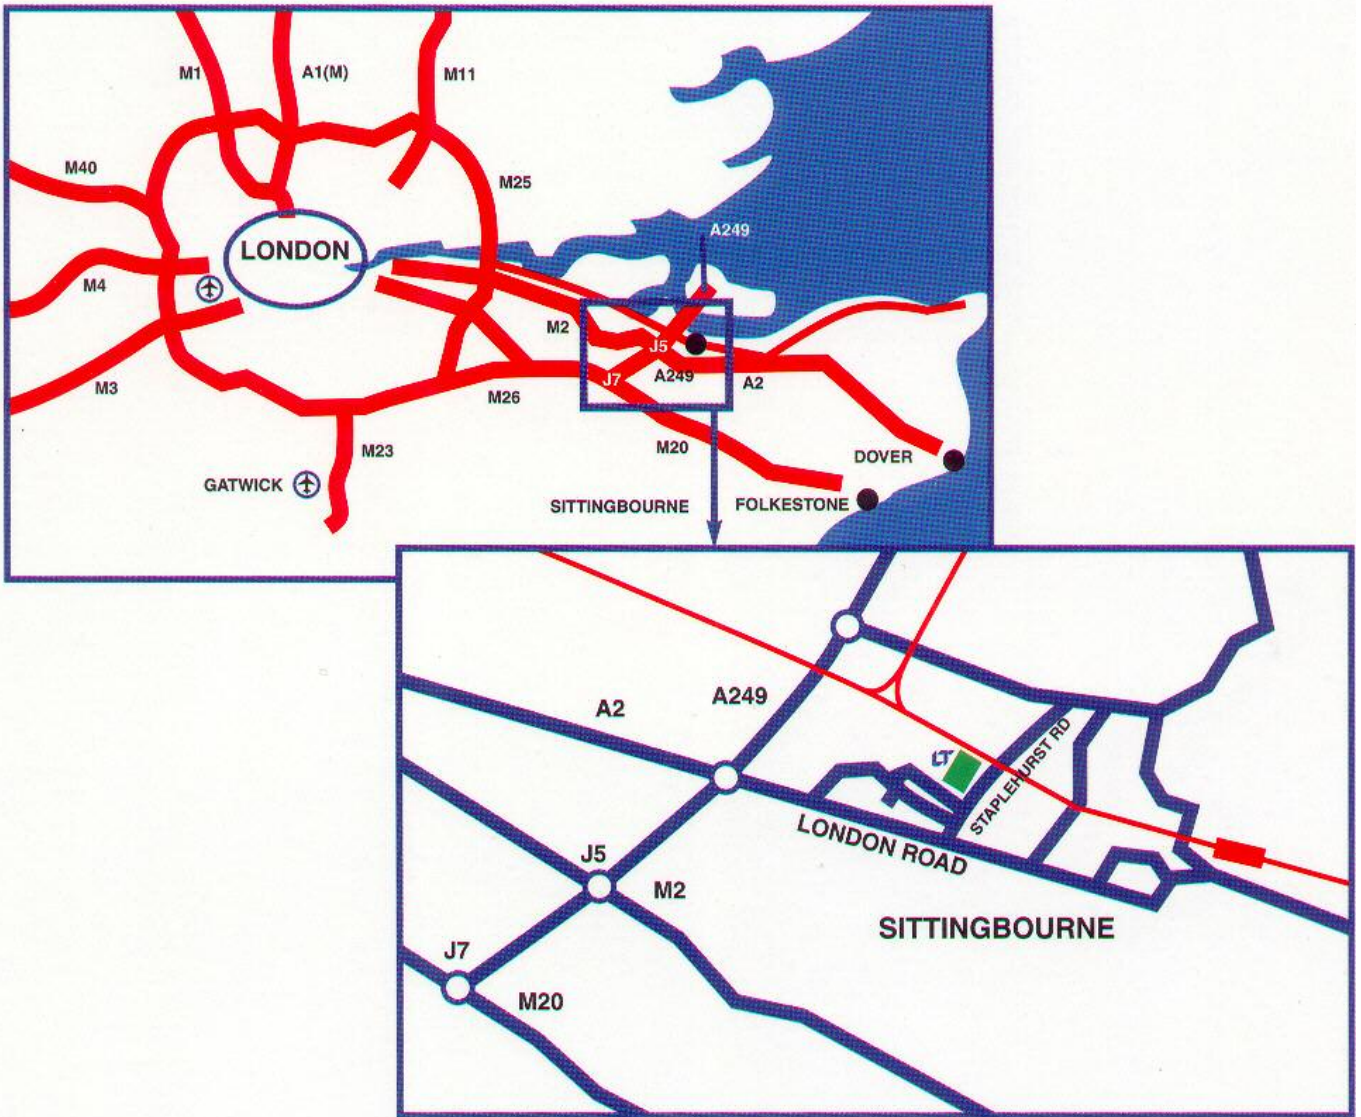 M1
A1(M)
M11
M40
M25
A249
LONDON
M4
M2
J5
M3
J7
A249
A2
M26
M23
M20
DOVER
GATWICK
SITTINGBOURNE
FOLKESTONE
A2
A249
STAPLEHURST RD
LT
LONDON ROAD
J5
M2
SITTINGBOURNE
J7
M20